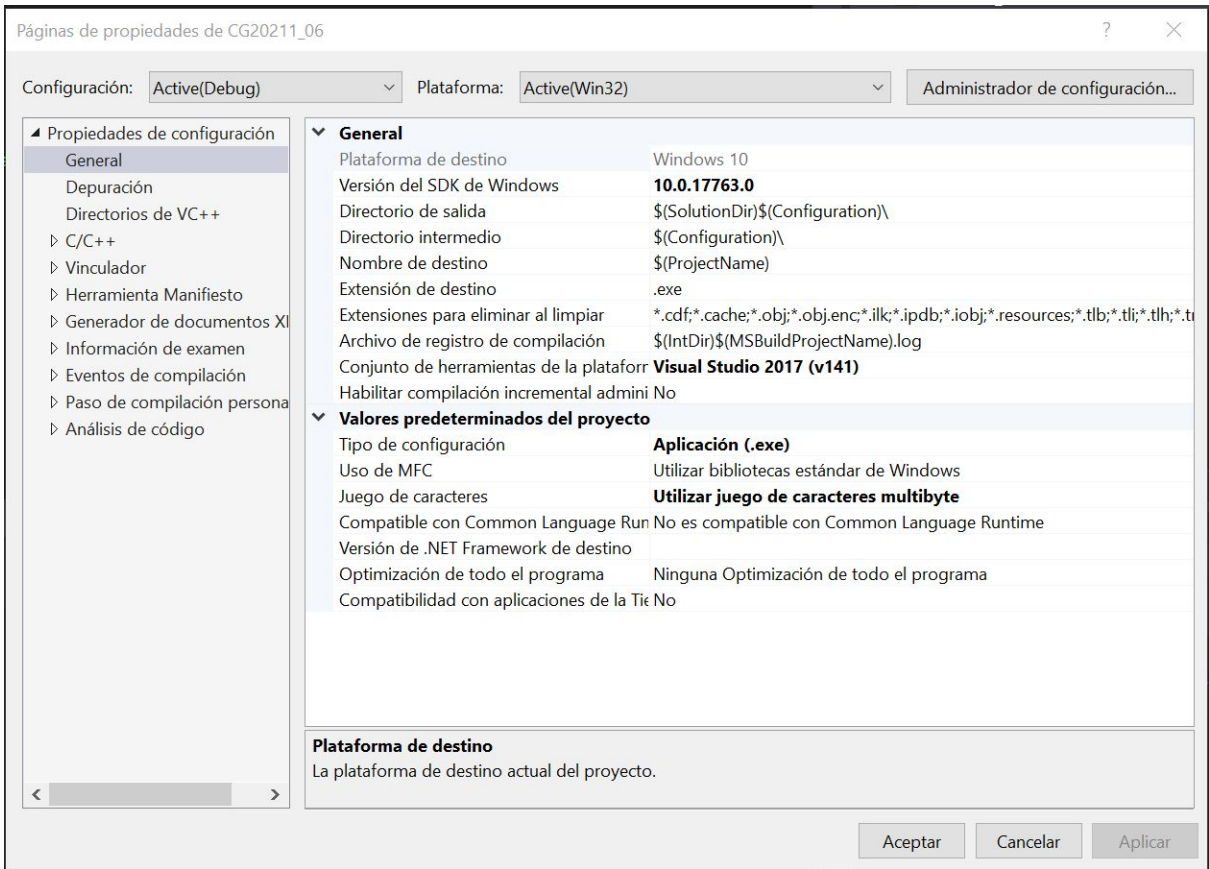 Páginas de propiedades de CG20211_06
Configuración: Active(Debug) Plataforma: Active(Win32) Administrador de configuración...
Propiedades de configuración
General
Depuración
Directorios de VC++
C/C++
Vinculador
Herramienta Manifiesto
Generador de documentos XI
Información de examen
Eventos de compilación
Paso de compilación persona
Análisis de código
General
Plataforma de destino Windows 10
Versión del SDK de Windows 10.0.17763.0
Directorio de salida $(SolutionDir)$(Configuration)\
Directorio intermedio $(Configuration)\
Nombre de destino $(ProjectName)
Extensión de destino .exe
Extensiones para eliminar al limpiar *.cdf;*.cache;*.obj;*.obj.enc;*.ilk;*.ipdb;*.iobj;*.resources;*.tlb;*.tli;*.tlh;*.tı
Archivo de registro de compilación $(IntDir)$(MSBuildProjectName).log
Conjunto de herramientas de la plataforr Visual Studio 2017 (v141)
Habilitar compilación incremental admini No
Valores predeterminados del proyecto
Tipo de configuración Aplicación (.exe)
Uso de MFC Utilizar bibliotecas estándar de Windows
Juego de caracteres Utilizar juego de caracteres multibyte
Compatible con Common Language Run No es compatible con Common Language Runtime
Versión de .NET Framework de destino
Optimización de todo el programa Ninguna Optimización de todo el programa
Compatibilidad con aplicaciones de la Tie No
Plataforma de destino
La plataforma de destino actual del proyecto.
Aceptar Cancelar Aplicar